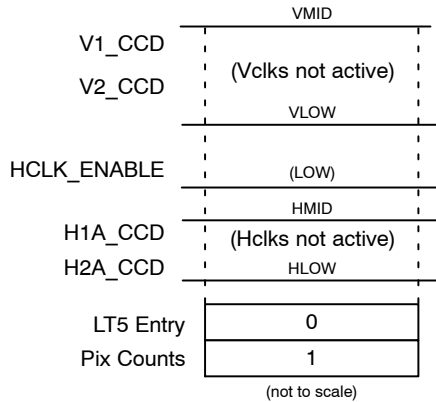 VMID
V1_CCD
(Vclks not active)
V2_CCD
VLOW
HCLK_ENABLE
(LOW)
HMID
H1A_CCD
(Hclks not active)
H2A_CCD
HLOW
LT5 Entry 0
Pix Counts 1
(not to scale)